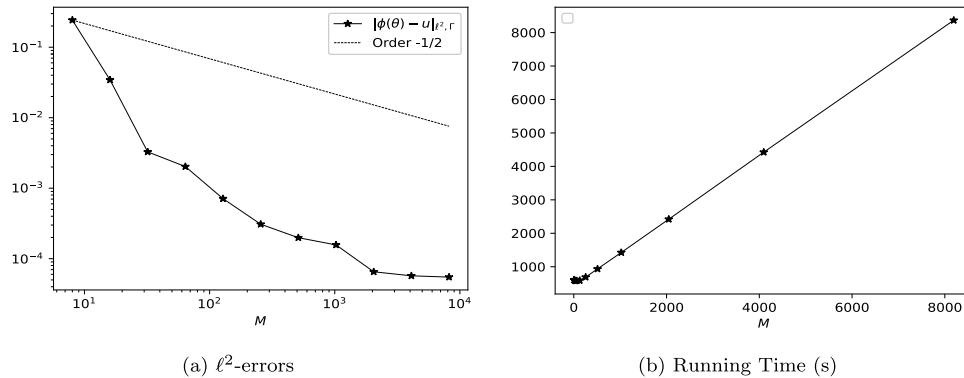 |ϕ(θ) − u|ℓ²,Γ
Order -1/2
10⁻¹
10⁻²
10⁻³
10⁻⁴
10¹ 10² 10³ 10⁴
M
(a) ℓ²-errors
8000
7000
6000
5000
4000
3000
2000
1000
0 2000 4000 6000 8000
M
(b) Running Time (s)